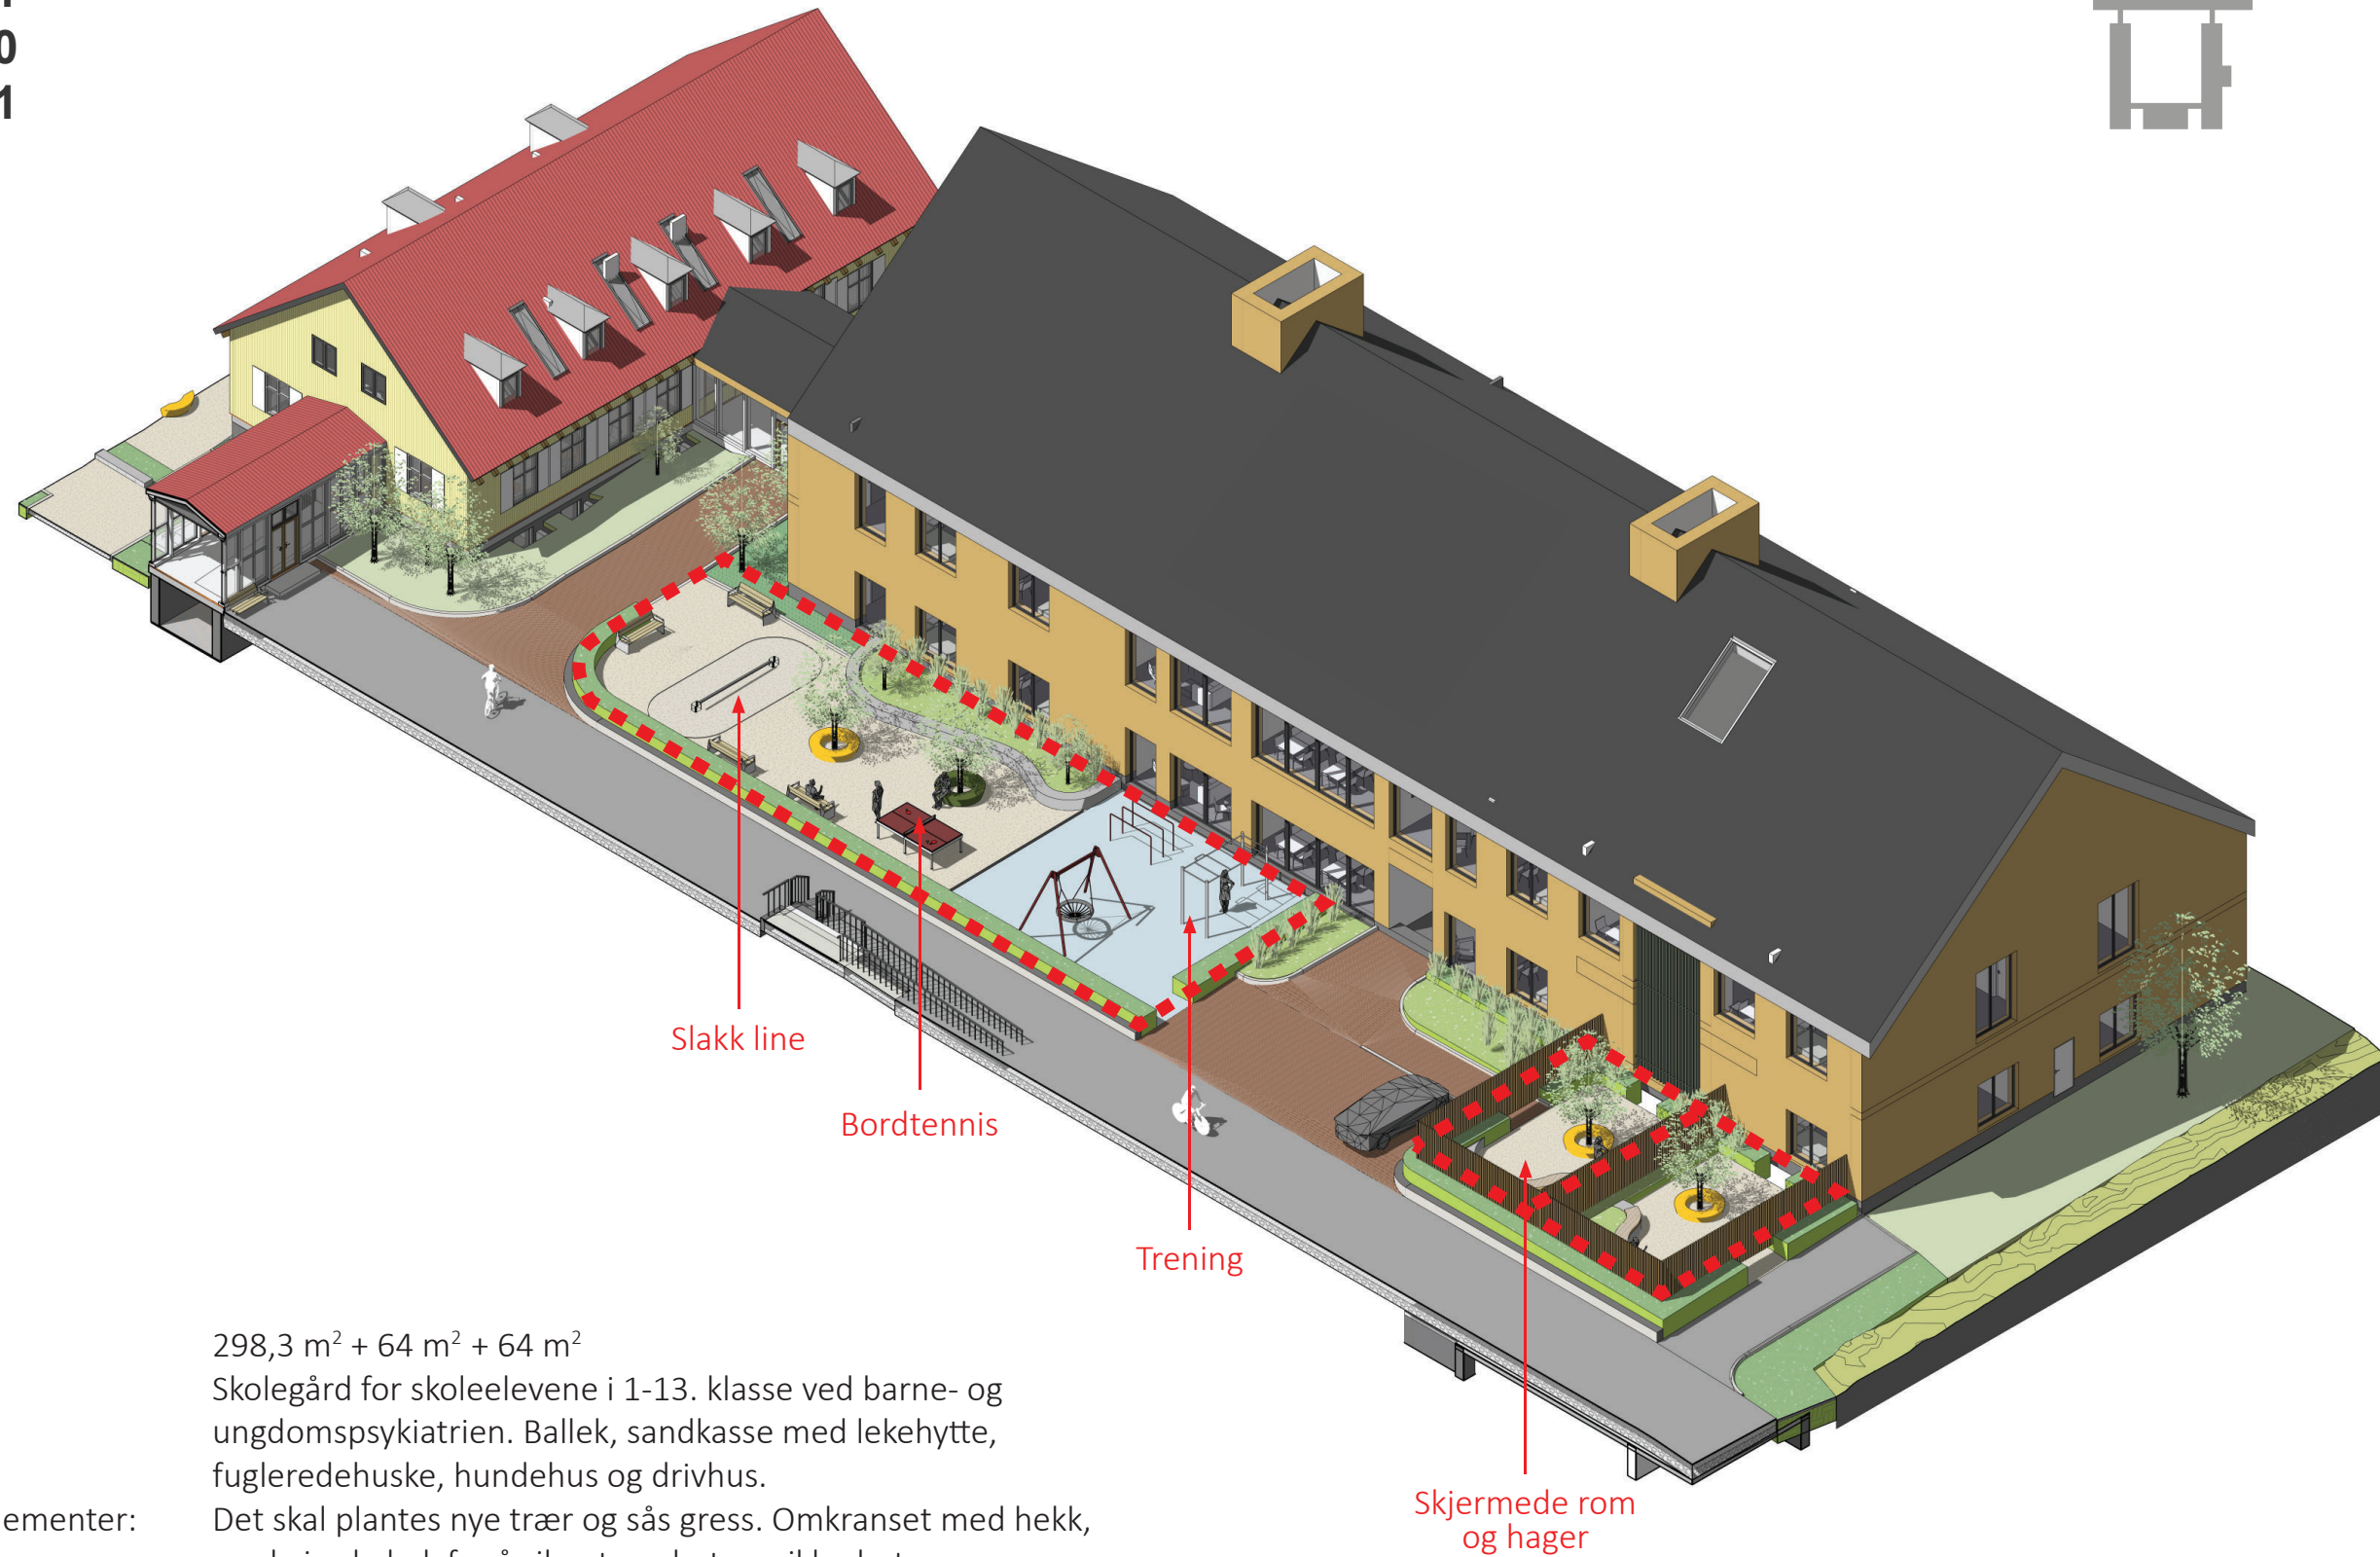 0
1
Slakk line
Bordtennis
Trening
Skjermede rom
og hager
298,3 m² + 64 m² + 64 m²
Skolegård for skoleelevene i 1-13. klasse ved barne- og
ungdomspsykiatrien. Ballek, sandkasse med lekehytte,
fugleredehuske, hundehus og drivhus.
ementer: Det skal plantes nye trær og sås gress. Omkranset med hekk,